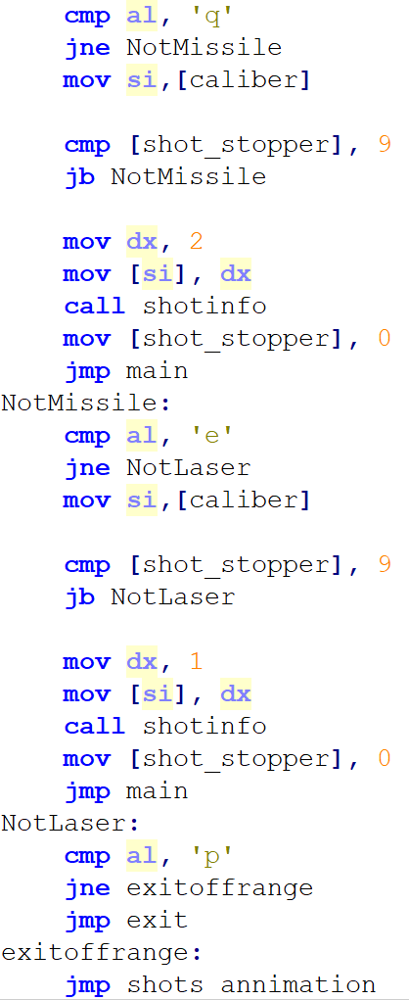 cmp al, 'q'
jne NotMissile
mov si,[caliber]
cmp [shot_stopper], 9
jb NotMissile
mov dx, 2
mov [si], dx
call shotinfo
mov [shot_stopper], 0
jmp main
NotMissile:
cmp al, 'e'
jne NotLaser
mov si,[caliber]
cmp [shot_stopper], 9
jb NotLaser
mov dx, 1
mov [si], dx
call shotinfo
mov [shot_stopper], 0
jmp main
NotLaser:
cmp al, 'p'
jne exitoffrange
jmp exit
exitoffrange:
jmp shots annimation